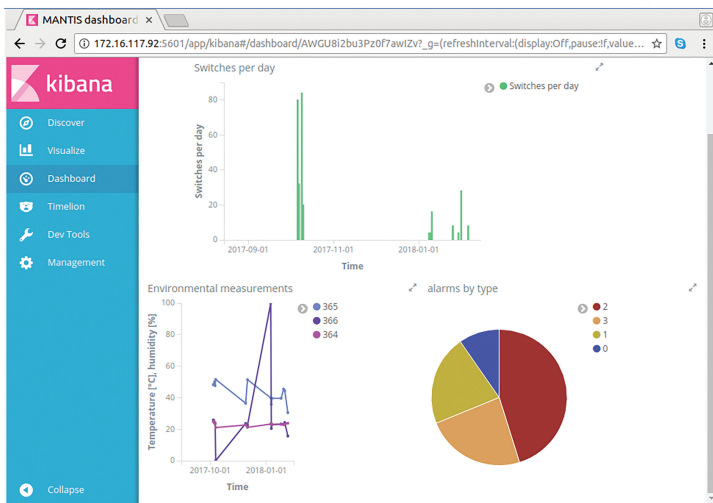 MANTIS dashboard
172.16.117.92:5601/app/kibana#/dashboard/AWGU8i2bu3Pz0f7awIZv?_g=(refreshInterval:(display:Off,pause:!f,value...
kibana
Discover
Visualize
Dashboard
Timelion
Dev Tools
Management
Collapse
Switches per day
Switches per day
80
60
40
20
0
Switches per day
2017-09-01 2017-11-01 2018-01-01
Time
Environmental measurements
365
366
364
100
80
60
40
20
0
Temperature [°C], humidity [%]
2017-10-01 2018-01-01
Time
alarms by type
2
3
1
0